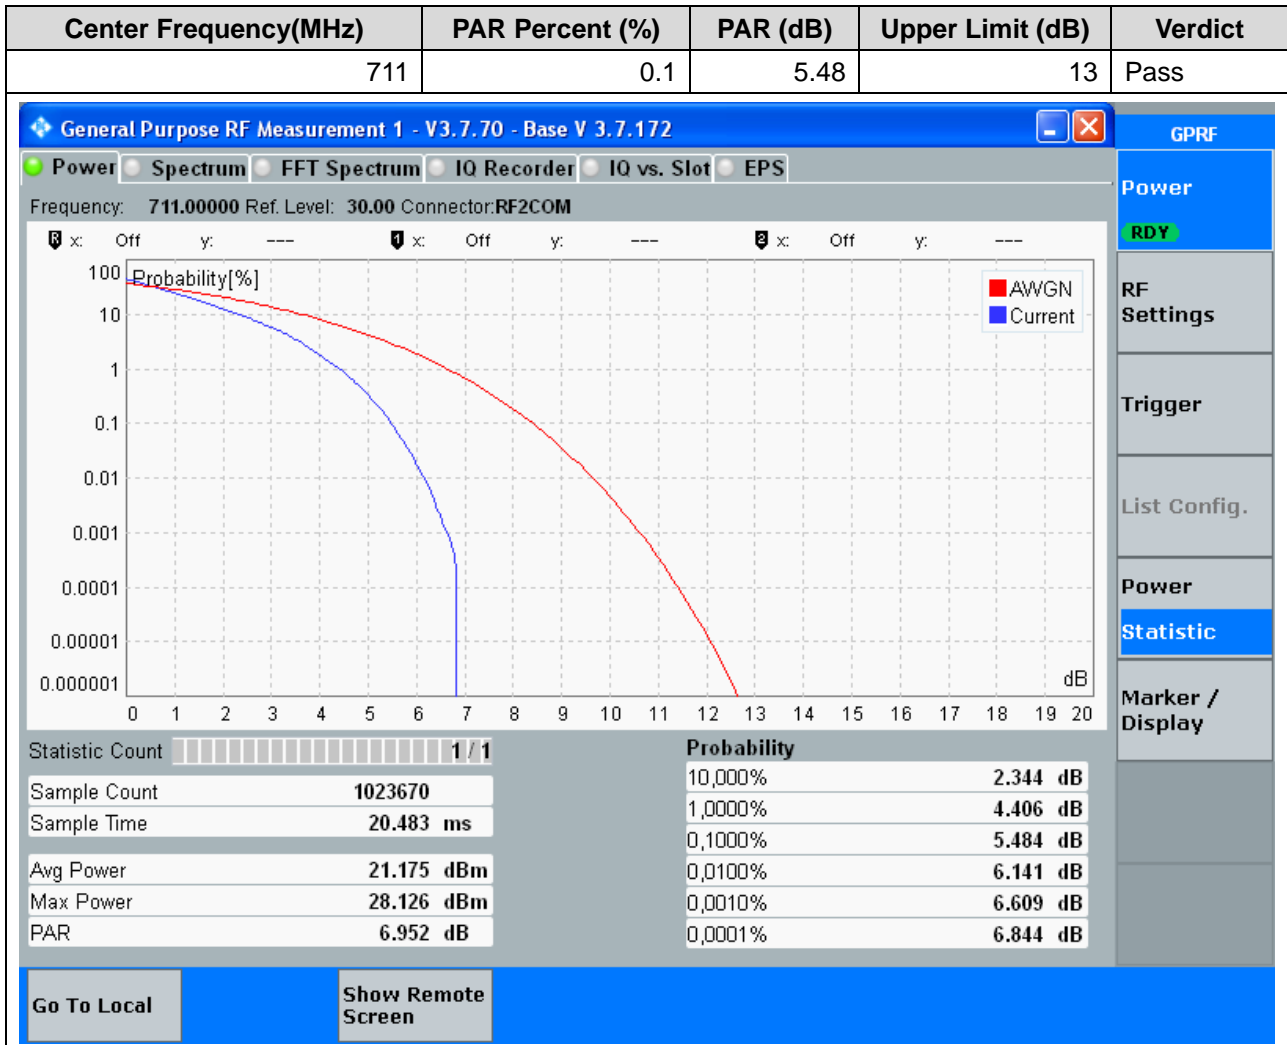 Center Frequency(MHz) PAR Percent (%) PAR (dB) Upper Limit (dB) Verdict
711 0.1 5.48 13 Pass
General Purpose RF Measurement 1 - V3.7.70 - Base V 3.7.172
GPRF
Power Spectrum FFT Spectrum IQ Recorder IQ vs. Slot EPS
Power
RDY
Frequency: 711.00000 Ref. Level: 30.00 Connector:RF2COM
R x: Off y: --- 1 x: Off y: --- 2 x: Off y: ---
Probability[%]
AWGN
Current
100
10
1
0.1
0.01
0.001
0.0001
0.00001
0.000001
dB
0 1 2 3 4 5 6 7 8 9 10 11 12 13 14 15 16 17 18 19 20
RF
Settings
Trigger
List Config.
Power
Statistic
Marker /
Display
Statistic Count 1 / 1
Sample Count 1023670
Sample Time 20.483 ms
Avg Power 21.175 dBm
Max Power 28.126 dBm
PAR 6.952 dB
Probability
10,000% 2.344 dB
1,0000% 4.406 dB
0,1000% 5.484 dB
0,0100% 6.141 dB
0,0010% 6.609 dB
0,0001% 6.844 dB
Go To Local
Show Remote
Screen